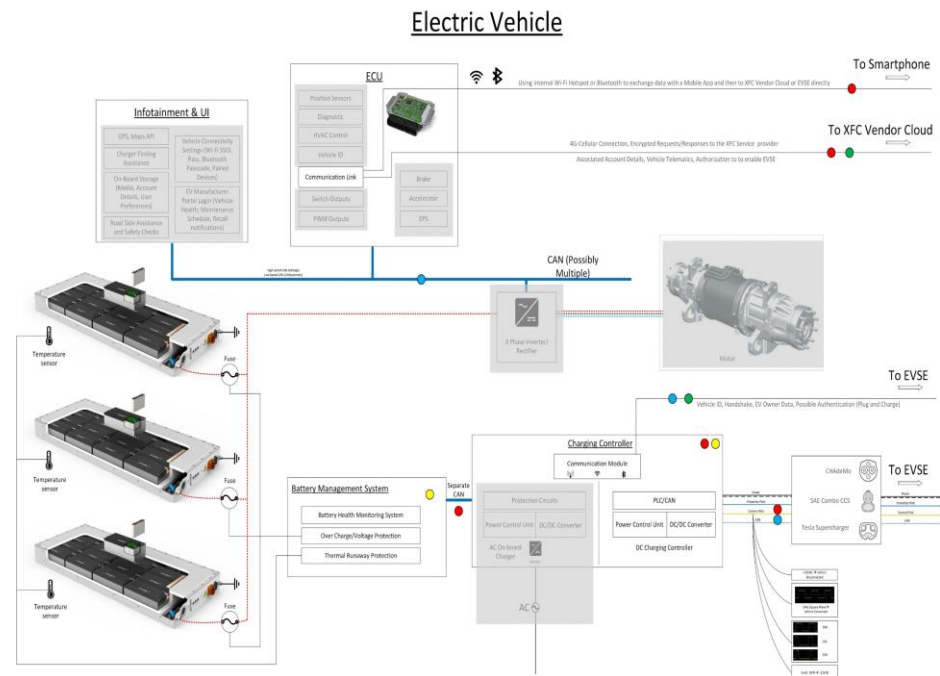 Electric Vehicle
ECU
Position Sensors
Diagnostic
HVAC Control
Vehicle ID
Communication Link
Switch Outputs
PWM Outputs
Brake
Accelerator
EPS
Using internal Wi-Fi Hotspot or Bluetooth to exchange data with a Mobile App and then to XFC Vendor Cloud or EVSE directly
To Smartphone
4G-Cellular Connection, Encrypted Requests/Responses to the XFC Service provider
Associated Account Details, Vehicle Telematics, Authorization to to enable EVSE
To XFC Vendor Cloud
Infotainment & UI
GPS, Maps API
Charger Finding
Assistance
On-Board Storage
(Media, Account
Details, User
Preferences)
Road Side Assistance
and Safety Checks
Vehicle Connectivity
Settings (Wi-Fi SSID,
Pass, Bluetooth
Passcode, Paired
Devices)
EV Manufacturer
Portal Login (Vehicle
Health, Maintenance
Schedule, Recall
notifications)
CAN (Possibly
Multiple)
3 Phase Inverter/
Rectifier
Motor
Temperature
sensor
Fuse
Temperature
sensor
Fuse
Temperature
sensor
Fuse
To EVSE
Vehicle ID, Handshake, EV Owner Data, Possible Authentication (Plug and Charge)
Charging Controller
Communication Module
Protection Circuits
Power Control Unit
DC/DC Converter
AC On-Board
Charger
AC
PLC/CAN
Power Control Unit
DC/DC Converter
DC Charging Controller
Battery Management System
Battery Health Monitoring System
Over Charge/Voltage Protection
Thermal Runaway Protection
Separate
CAN
CHAdeMo
SAE Combo CCS
Tesla Supercharger
To EVSE
Proximity Pilot
Control Pilot
Proximity Pilot
Control Pilot